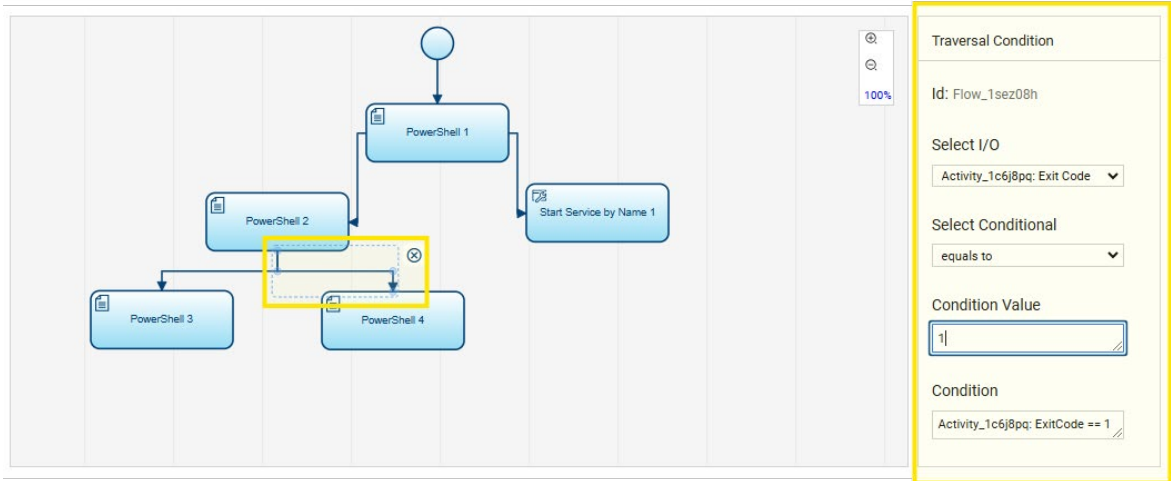 100%
PowerShell 1
PowerShell 2
Start Service by Name 1
PowerShell 3
PowerShell 4
Traversal Condition
Id: Flow_1sez08h
Select I/O
Activity_1c6j8pq: Exit Code
Select Conditional
equals to
Condition Value
1
Condition
Activity_1c6j8pq: ExitCode == 1